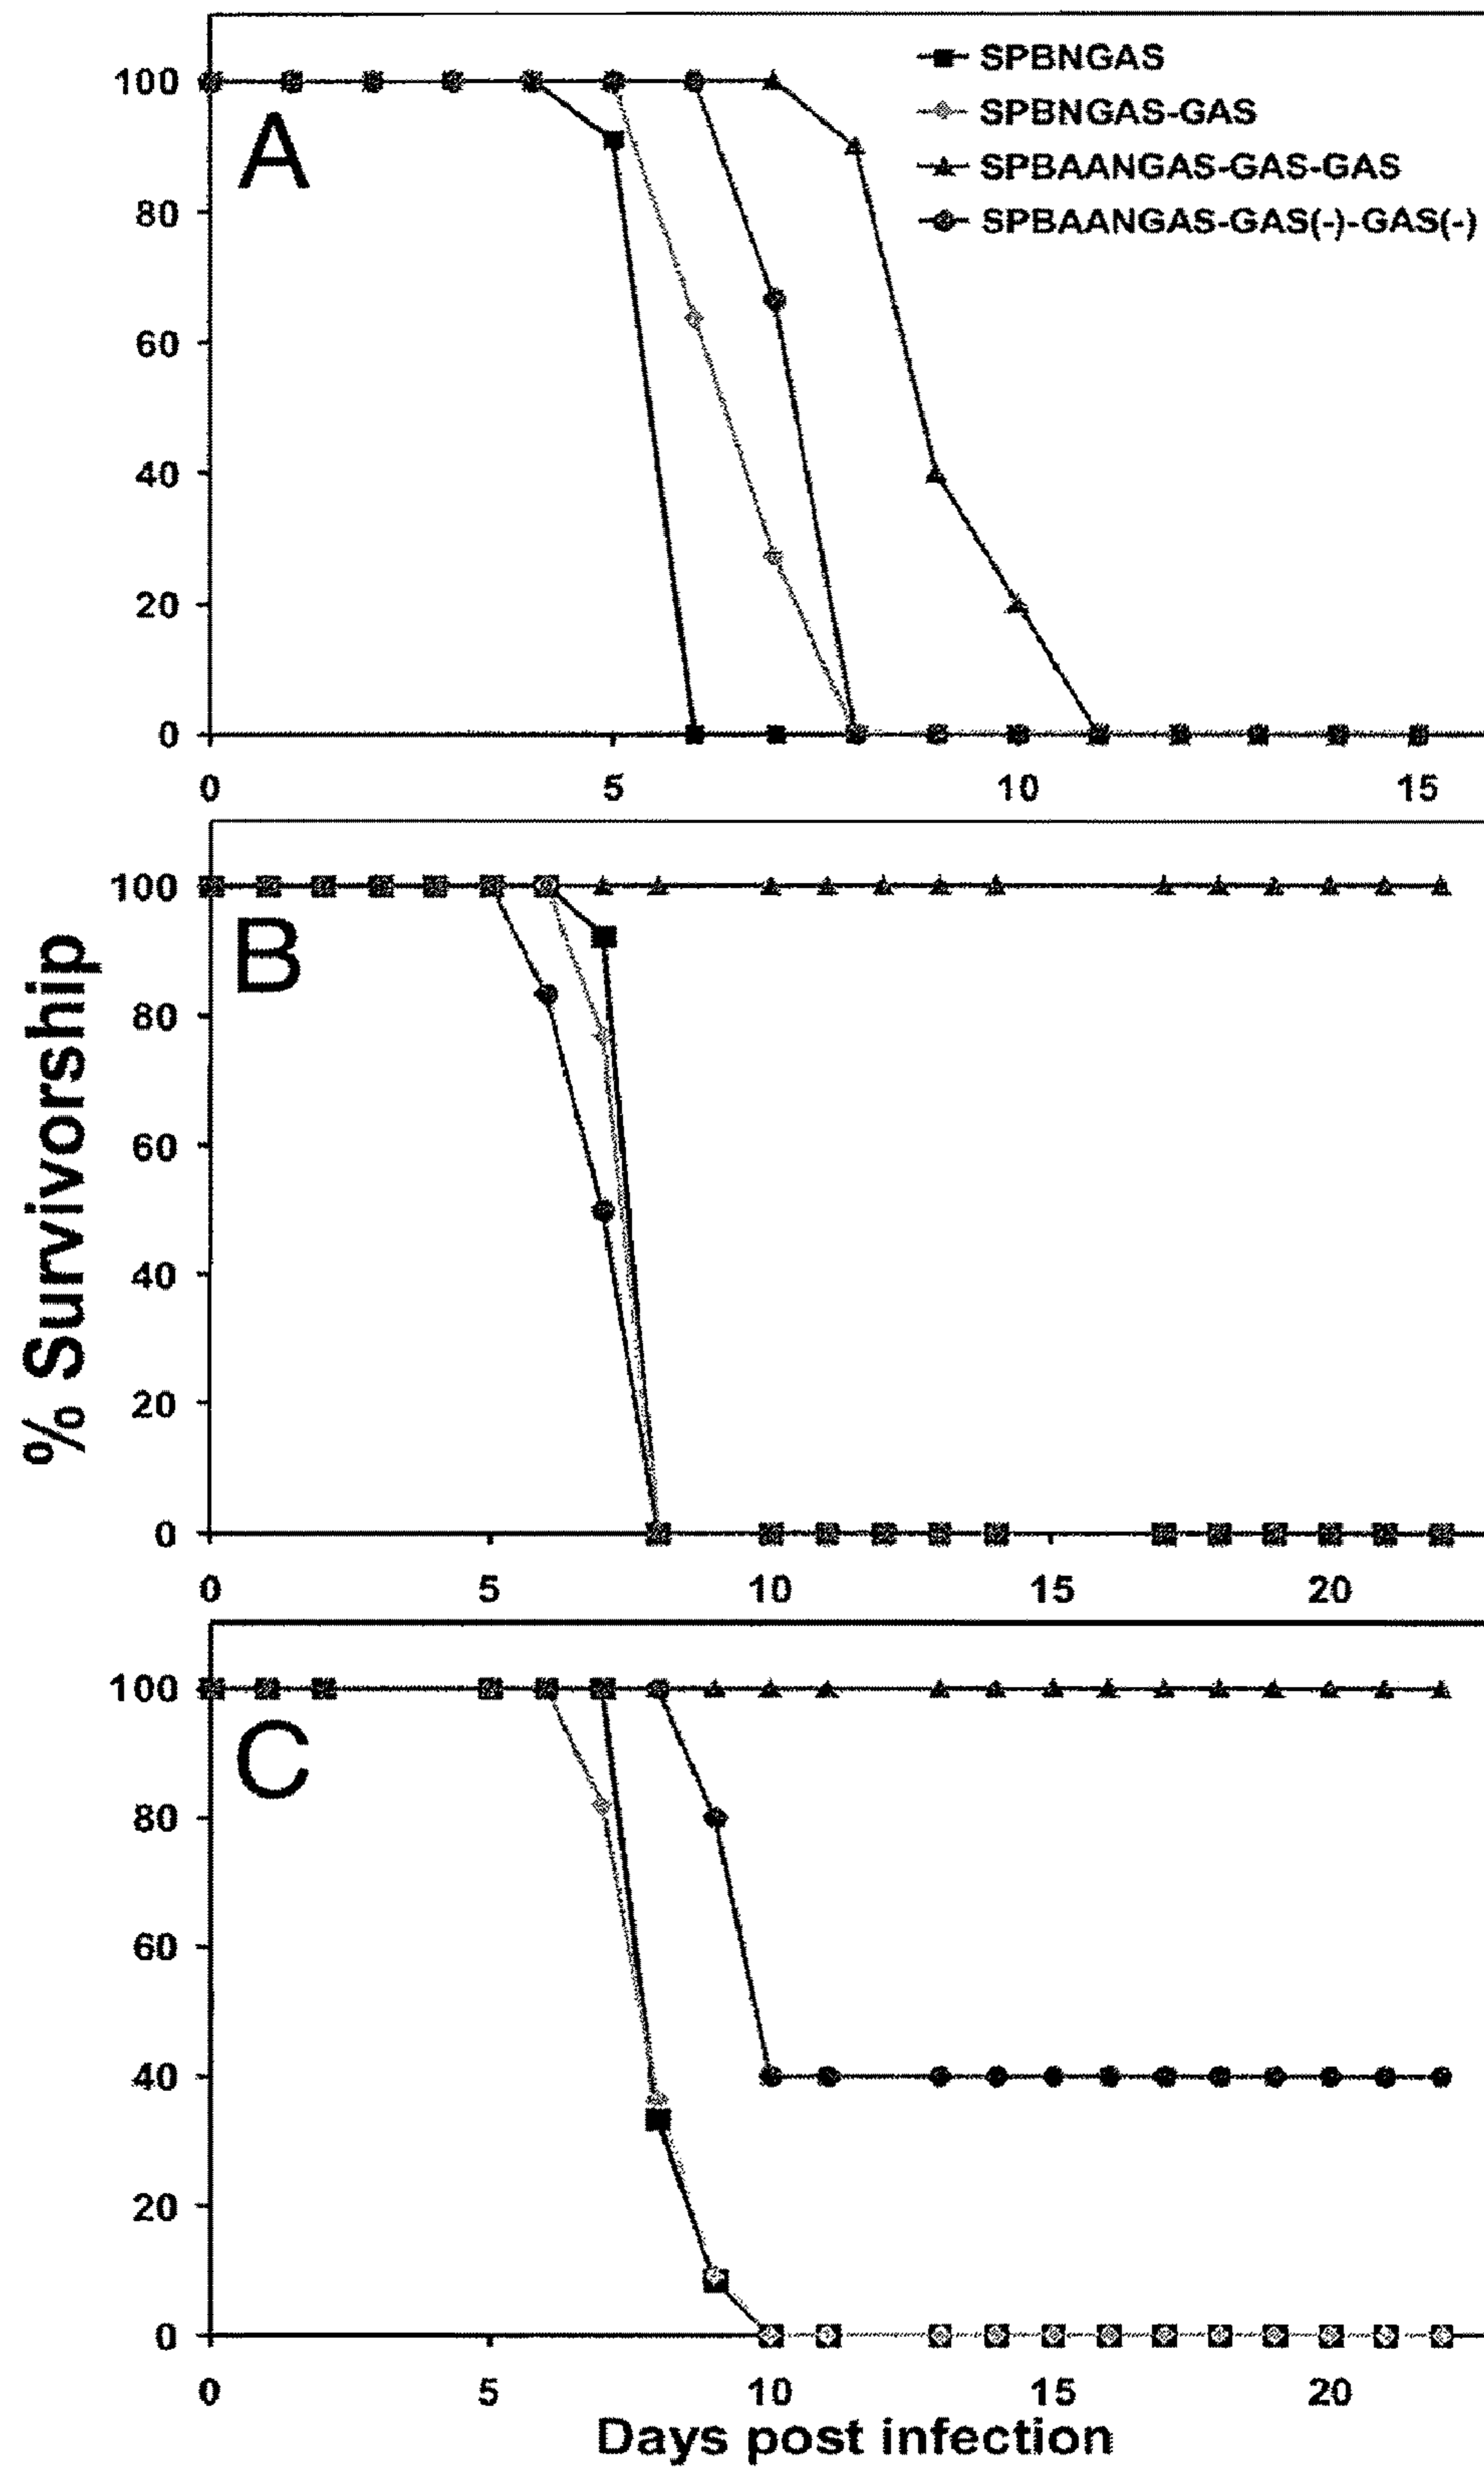 SPBNGAS
SPBNGAS-GAS
SPBAANGAS-GAS-GAS
SPBAANGAS-GAS(-)-GAS(-)
A
100
80
60
40
20
0
0 5 10 15
% Survivorship
B
100
80
60
40
20
0
0 5 10 15 20
C
100
80
60
40
20
0
0 5 10 15 20
Days post infection